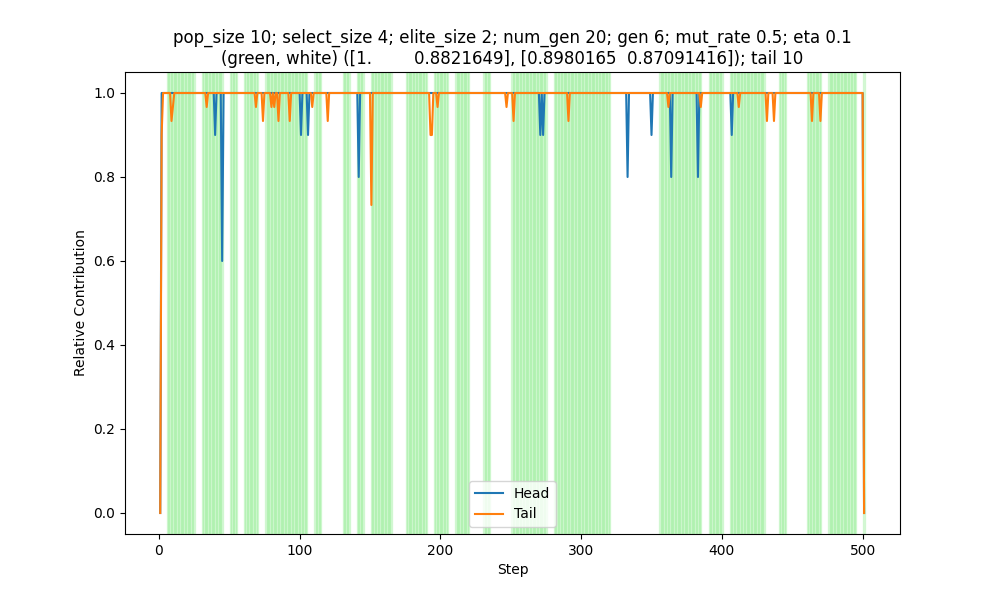 pop_size 10; select_size 4; elite_size 2; num_gen 20; gen 6; mut_rate 0.5; eta 0.1
(green, white) ([1.        0.8821649], [0.8980165  0.87091416]); tail 10
Relative Contribution
1.0
0.8
0.6
0.4
0.2
0.0
Head
Tail
0 100 200 300 400 500
Step